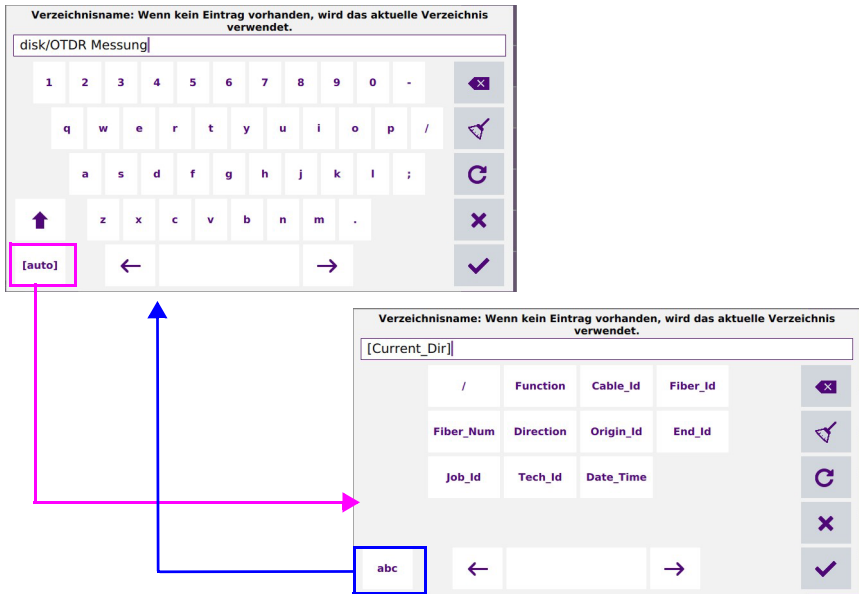 Verzeichnisname: Wenn kein Eintrag vorhanden, wird das aktuelle Verzeichnis
verwendet.
disk/OTDR Messung
1 2 3 4 5 6 7 8 9 0 -
q w e r t y u i o p /
a s d f g h j k l ;
z x c v b n m .
[auto]
Verzeichnisname: Wenn kein Eintrag vorhanden, wird das aktuelle Verzeichnis
verwendet.
[Current_Dir]
/ Function Cable_Id Fiber_Id
Fiber_Num Direction Origin_Id End_Id
Job_Id Tech_Id Date_Time
abc